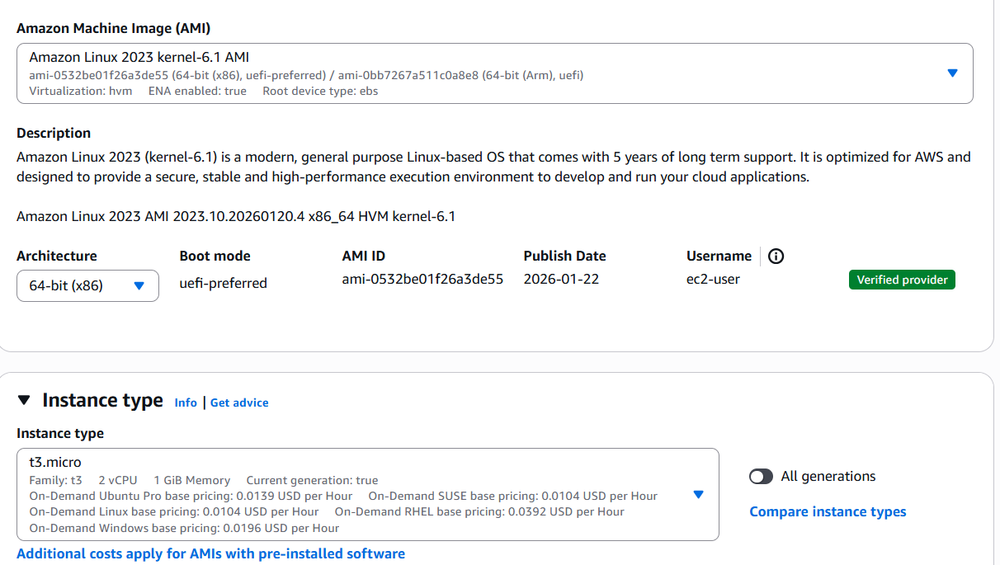 Amazon Machine Image (AMI)
Amazon Linux 2023 kernel-6.1 AMI
ami-0532be01f26a3de55 (64-bit (x86), uefi-preferred) / ami-0bb7267a511c0a8e8 (64-bit (Arm), uefi)
Virtualization: hvm ENA enabled: true Root device type: ebs
Description
Amazon Linux 2023 (kernel-6.1) is a modern, general purpose Linux-based OS that comes with 5 years of long term support. It is optimized for AWS and
designed to provide a secure, stable and high-performance execution environment to develop and run your cloud applications.
Amazon Linux 2023 AMI 2023.10.20260120.4 x86_64 HVM kernel-6.1
Architecture Boot mode AMI ID Publish Date Username
64-bit (x86) uefi-preferred ami-0532be01f26a3de55 2026-01-22 ec2-user Verified provider
Instance type Info | Get advice
Instance type
t3.micro
Family: t3 2 vCPU 1 GiB Memory Current generation: true
On-Demand Ubuntu Pro base pricing: 0.0139 USD per Hour On-Demand SUSE base pricing: 0.0104 USD per Hour
On-Demand Linux base pricing: 0.0104 USD per Hour On-Demand RHEL base pricing: 0.0392 USD per Hour
On-Demand Windows base pricing: 0.0196 USD per Hour
All generations
Compare instance types
Additional costs apply for AMIs with pre-installed software